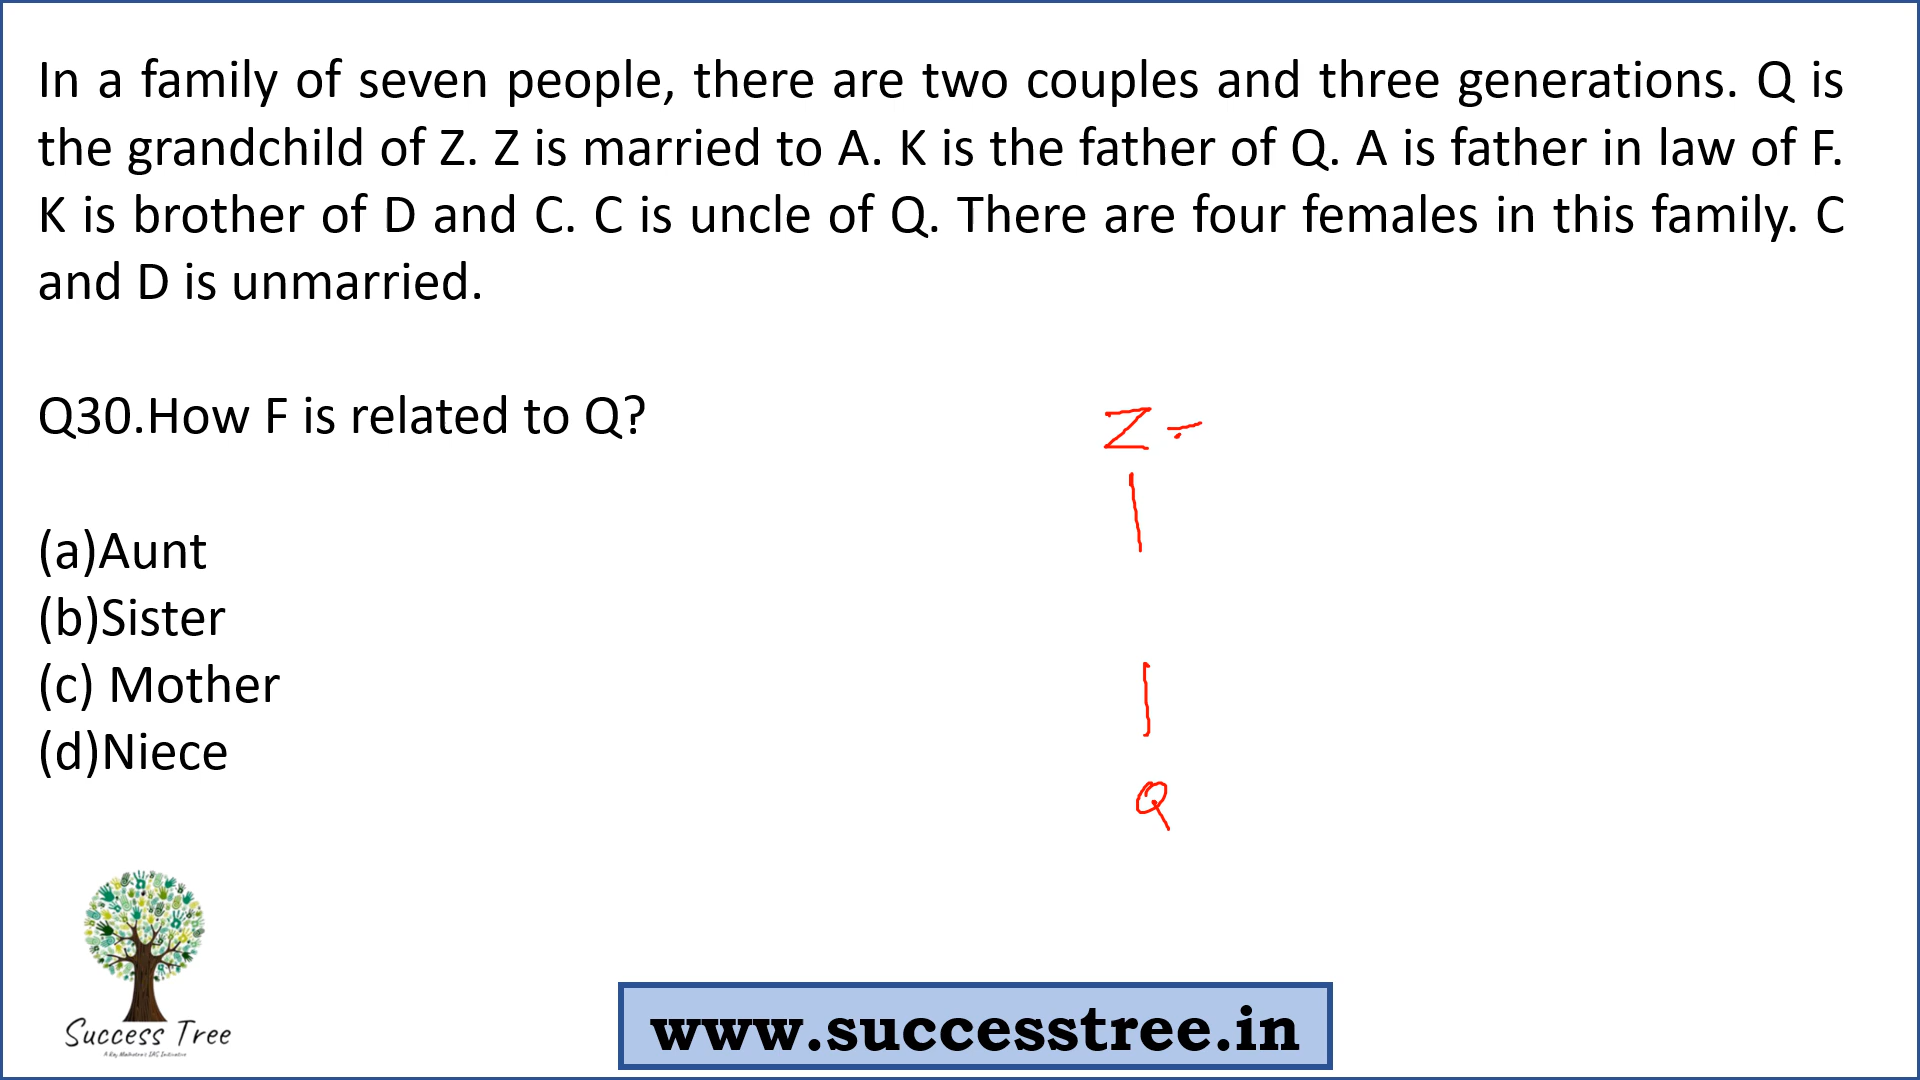 In a family of seven people, there are two couples and three generations. Q is
the grandchild of Z. Z is married to A. K is the father of Q. A is father in law of F.
K is brother of D and C. C is uncle of Q. There are four females in this family. C
and D is unmarried.
Q30.How F is related to Q?
Z -
(a)Aunt
(b)Sister
(c) Mother
(d)Niece
Q
Success Tree
www.successtree.in